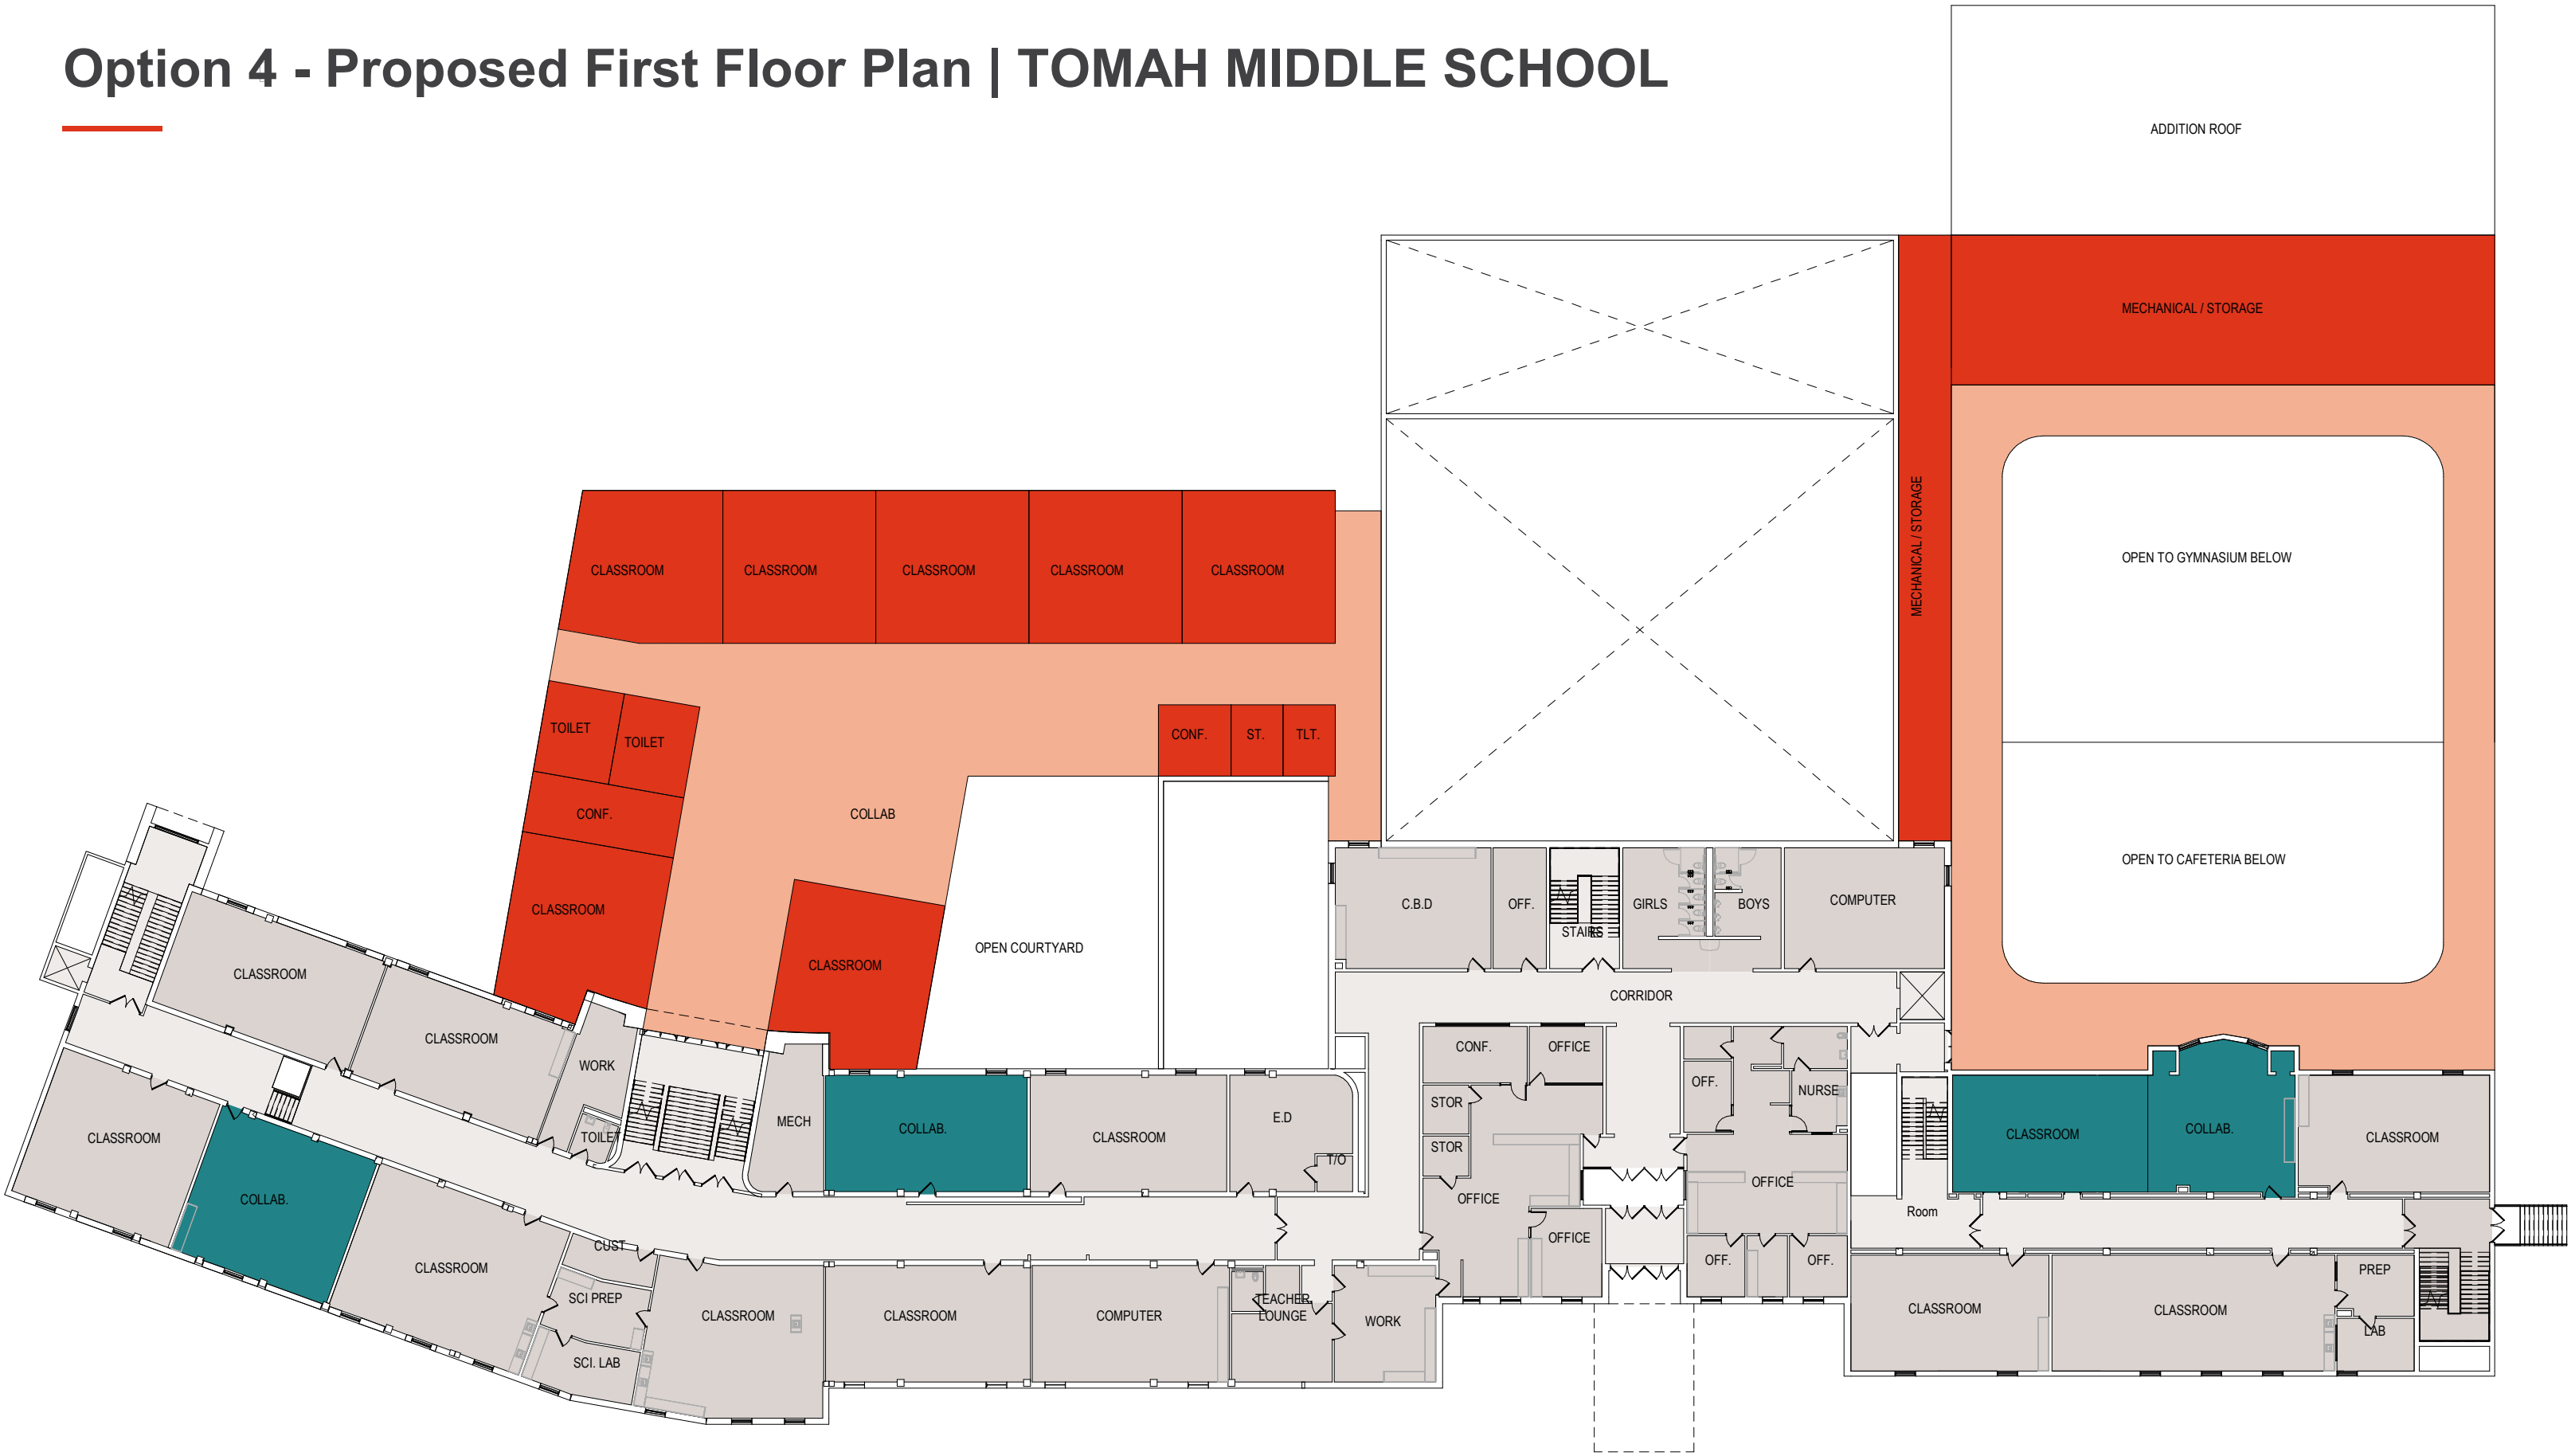 Option 4 - Proposed First Floor Plan | TOMAH MIDDLE SCHOOL
ADDITION ROOF
MECHANICAL / STORAGE
MECHANICAL / STORAGE
OPEN TO GYMNASIUM BELOW
CLASSROOM
CLASSROOM
CLASSROOM
CLASSROOM
CLASSROOM
TOILET
TOILET
CONF.
ST.
TLT.
CONF.
COLLAB
OPEN TO CAFETERIA BELOW
CLASSROOM
CLASSROOM
OPEN COURTYARD
C.B.D
OFF.
STAIRS
GIRLS
BOYS
COMPUTER
CORRIDOR
CLASSROOM
CLASSROOM
WORK
TOILET
MECH
COLLAB.
CLASSROOM
E.D
T/O
CONF.
OFFICE
STOR
STOR
OFFICE
OFFICE
OFF.
NURSE
OFFICE
OFF.
OFF.
Room
CLASSROOM
COLLAB.
CLASSROOM
CLASSROOM
COLLAB.
CLASSROOM
CUST
SCI PREP
SCI. LAB
CLASSROOM
CLASSROOM
COMPUTER
TEACHER
LOUNGE
WORK
CLASSROOM
CLASSROOM
PREP
LAB